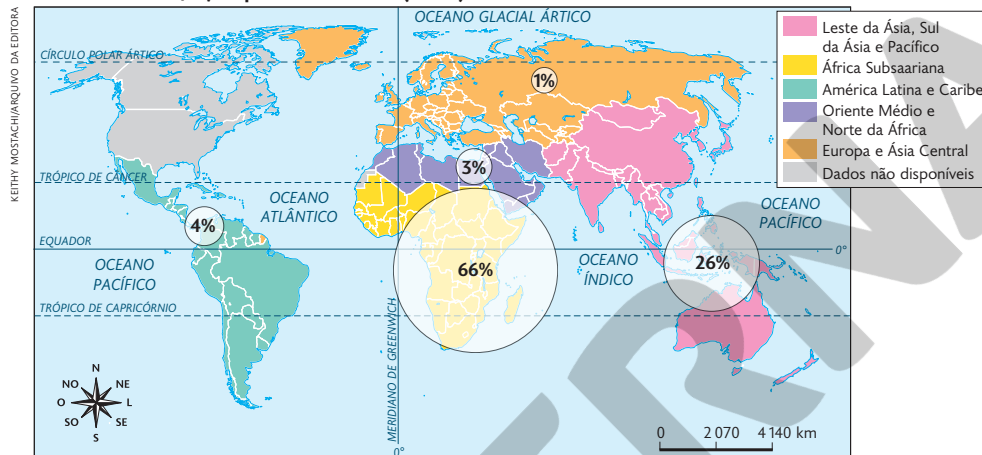 KEITHY MOSTACHI/ARQUIVO DA EDITORA
OCEANO GLACIAL ÁRTICO
CÍRCULO POLAR ÁRTICO
1%
TRÓPICO DE CÂNCER
3%
OCEANO
ATLÂNTICO
OCEANO
PACÍFICO
4%
EQUADOR
0°
OCEANO
PACÍFICO
66%
OCEANO
ÍNDICO
26%
TRÓPICO DE CAPRICÓRNIO
MERIDIANO DE GREENWICH
0°
N
NO
NE
O
L
SO
SE
S
0
2 070
4 140 km
Leste da Ásia, Sul
da Ásia e Pacífico
África Subsaariana
América Latina e Caribe
Oriente Médio e
Norte da África
Europa e Ásia Central
Dados não disponíveis